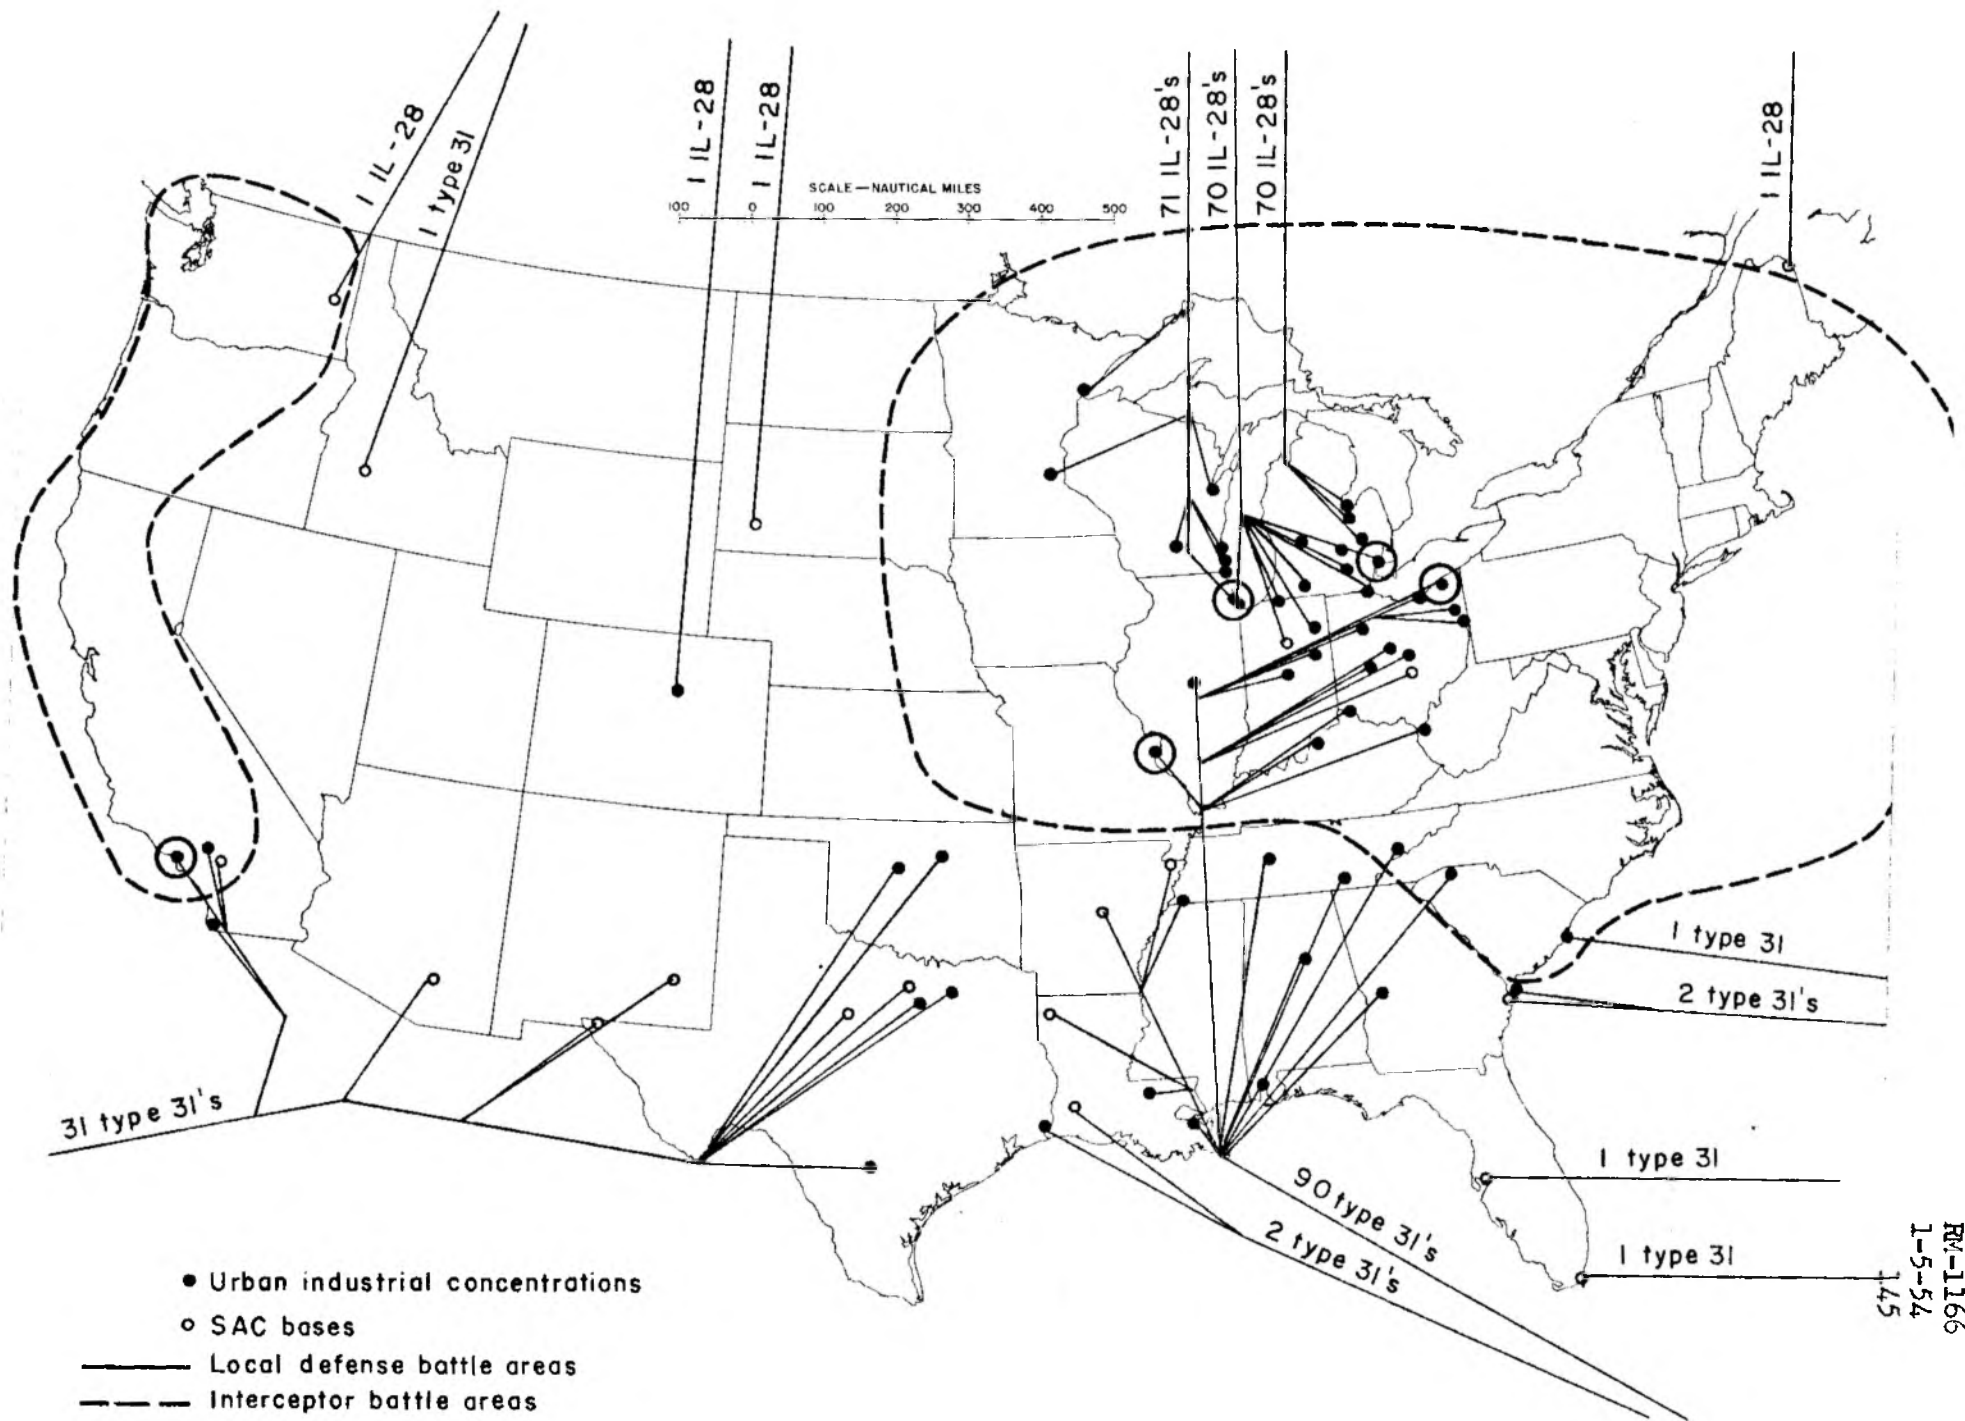 1 IL-28
1 type 31
1 IL-28
1 IL-28
SCALE—NAUTICAL MILES
100 0 100 200 300 400 500
71 IL-28's
70 IL-28's
70 IL-28's
1 IL-28
1 type 31
2 type 31's
31 type 31's
90 type 31's
2 type 31's
1 type 31
1 type 31
Urban industrial concentrations
SAC bases
Local defense battle areas
Interceptor battle areas
RM-1166
1-5-54
145